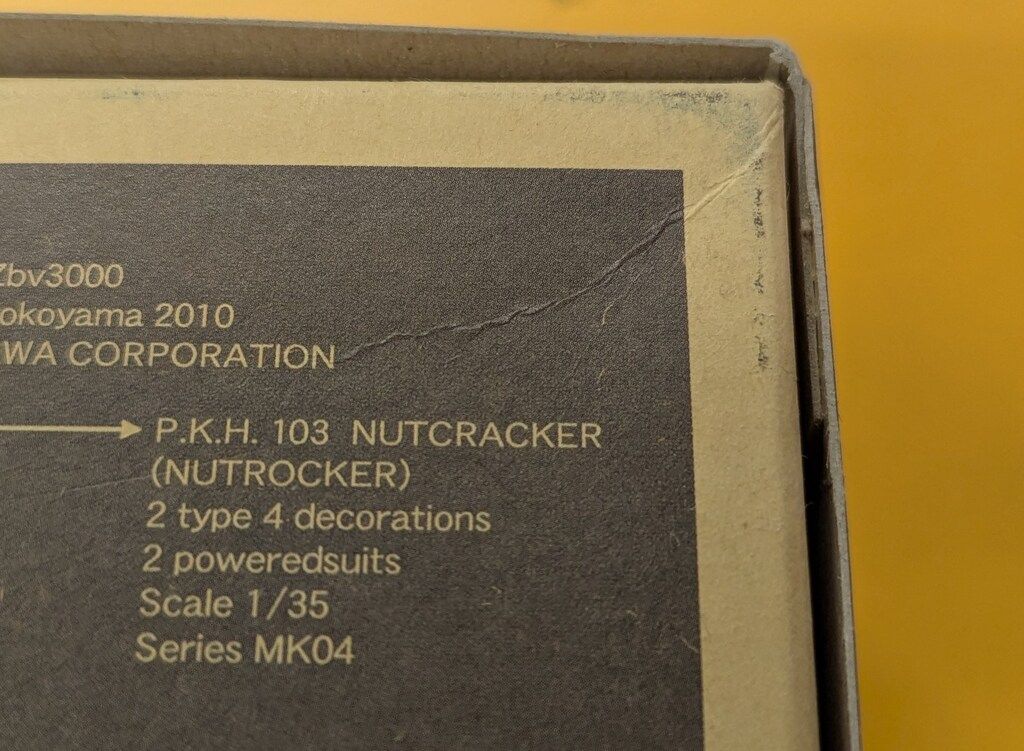 Zbv3000
okoyama 2010
WA CORPORATION
P.K.H. 103 NUTCRACKER
(NUTROCKER)
2 type 4 decorations
2 poweredsuits
Scale 1/35
Series MK04